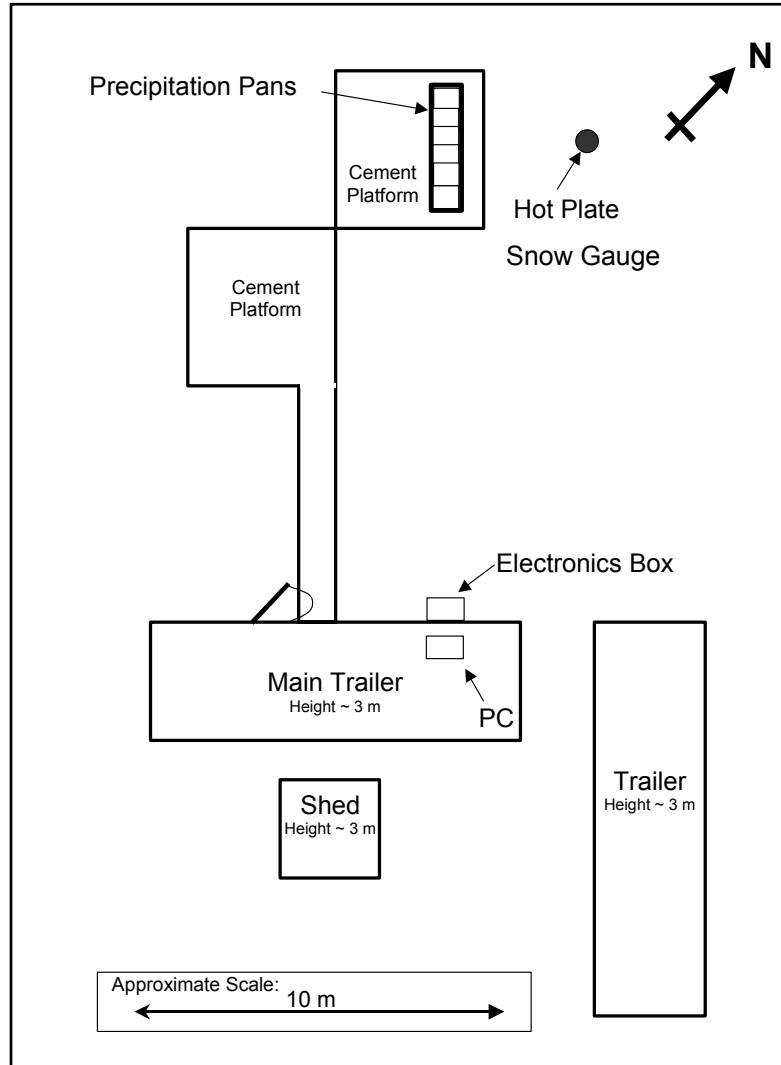 N
Precipitation Pans
Cement
Platform
Hot Plate
Snow Gauge
Cement
Platform
Electronics Box
Main Trailer
Height ~ 3 m
PC
Shed
Height ~ 3 m
Trailer
Height ~ 3 m
Approximate Scale:
10 m